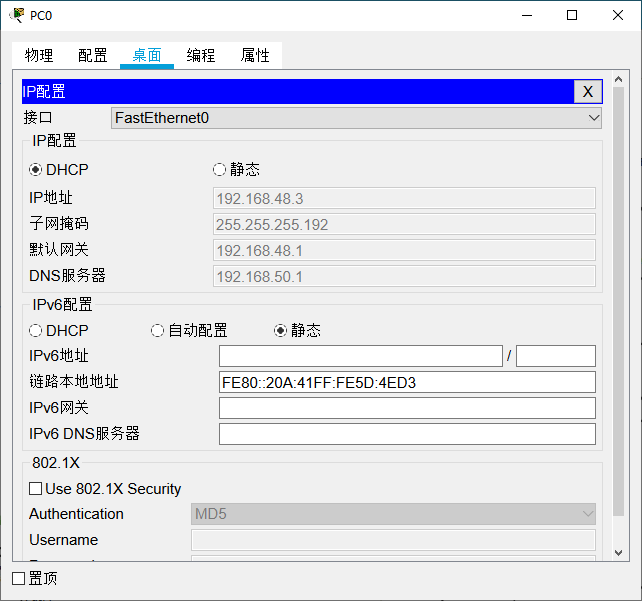 PC0
物理 配置 桌面 编程 属性
IP配置 X
接口 FastEthernet0
IP配置
DHCP 静态
IP地址 192.168.48.3
子网掩码 255.255.255.192
默认网关 192.168.48.1
DNS服务器 192.168.50.1
IPv6配置
DHCP 自动配置 静态
IPv6地址 /
链路本地地址 FE80::20A:41FF:FE5D:4ED3
IPv6网关
IPv6 DNS服务器
802.1X
Use 802.1X Security
Authentication MD5
Username
置顶